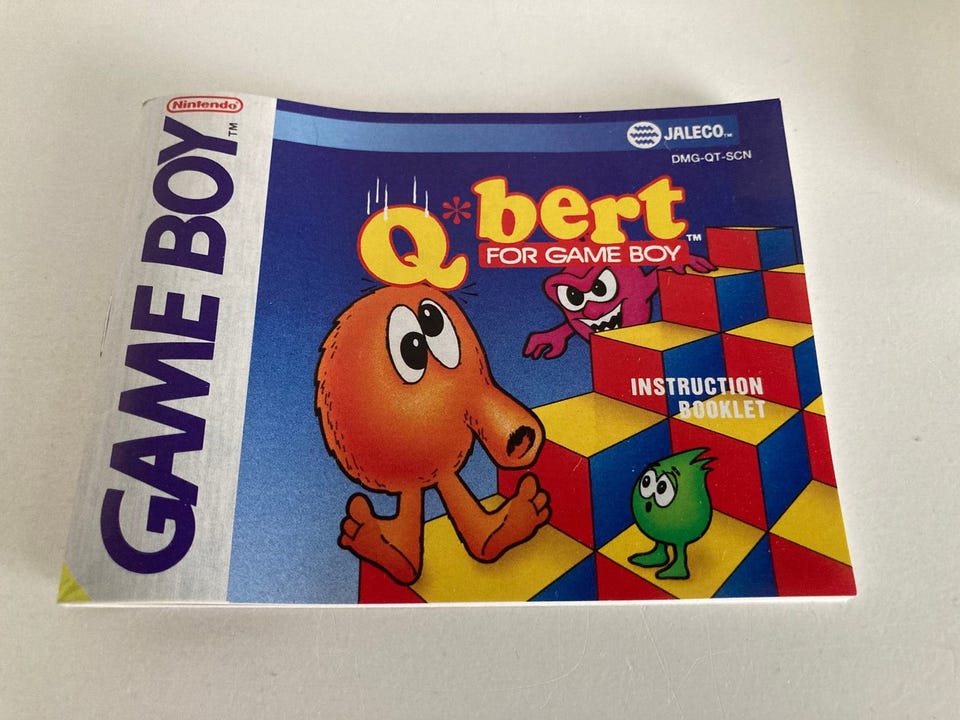 Nintendo®
GAME BOY™
JALECO™
DMG-QT-SCN
Q*bert™
FOR GAME BOY
INSTRUCTION
BOOKLET